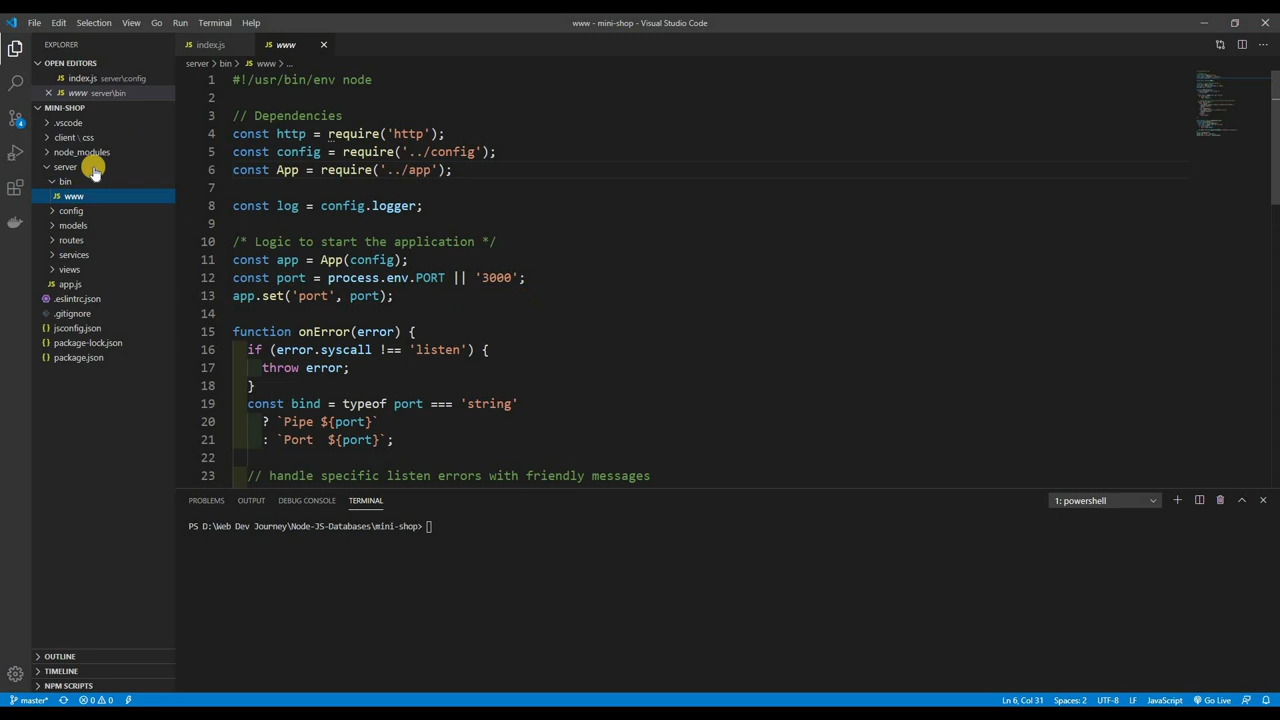 File Edit Selection View Go Run Terminal Help
www - mini-shop - Visual Studio Code
EXPLORER
OPEN EDITORS
JS index.js server\config
JS www server\bin
MINI-SHOP
.vscode
client \ css
node_modules
server
bin
JS www
config
models
routes
services
views
JS app.js
.eslintrc.json
.gitignore
{} jsconfig.json
{} package-lock.json
{} package.json
OUTLINE
TIMELINE
NPM SCRIPTS
4
JS index.js JS www
server > bin > JS www > ...
1 #!/usr/bin/env node
2
3 // Dependencies
4 const http = require('http');
5 const config = require('../config');
6 const App = require('../app');
7
8 const log = config.logger;
9
10 /* Logic to start the application */
11 const app = App(config);
12 const port = process.env.PORT || '3000';
13 app.set('port', port);
14
15 function onError(error) {
16 if (error.syscall !== 'listen') {
17 throw error;
18 }
19 const bind = typeof port === 'string'
20 ? `Pipe ${port}`
21 : `Port  ${port}`;
22
23 // handle specific listen errors with friendly messages
PROBLEMS OUTPUT DEBUG CONSOLE TERMINAL
1: powershell
PS D:\Web Dev Journey\Node-JS-Databases\mini-shop>
master* 0 0
Ln 6, Col 31 Spaces: 2 UTF-8 LF JavaScript Go Live